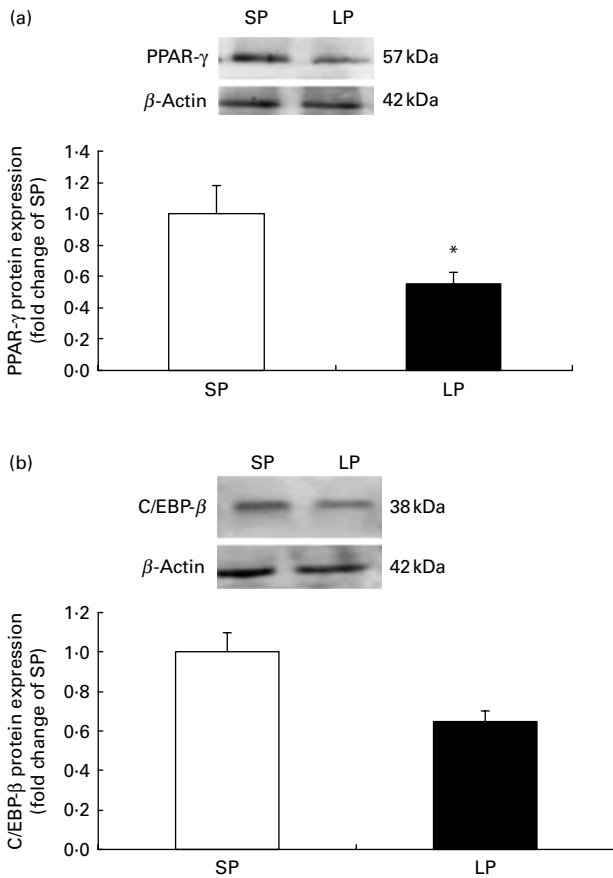 (a)
SP LP
PPAR-γ 57 kDa
β-Actin 42 kDa
PPAR-γ protein expression
(fold change of SP)
1·4
1·2
1·0
0·8
0·6
0·4
0·2
0·0
*
SP LP
(b)
SP LP
C/EBP-β 38 kDa
β-Actin 42 kDa
C/EBP-β protein expression
(fold change of SP)
1·2
1·0
0·8
0·6
0·4
0·2
0·0
SP LP